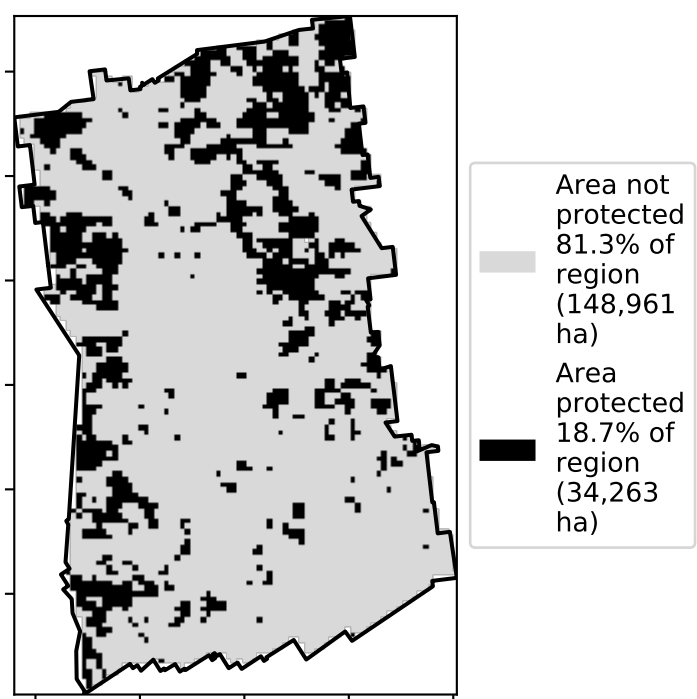 Area not
protected
81.3% of
region
(148,961
ha)
Area
protected
18.7% of
region
(34,263
ha)